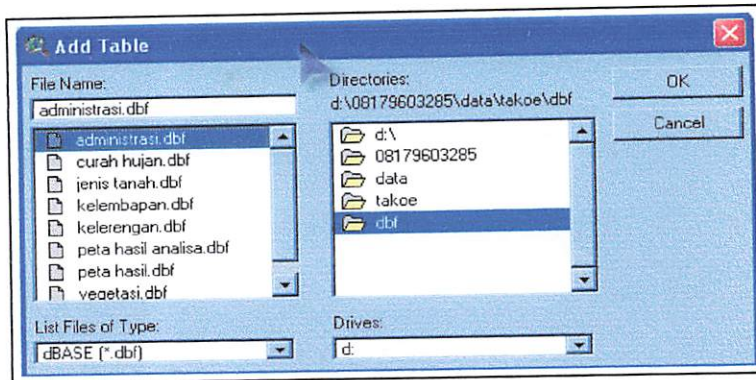 Add Table
File Name:
administrasi.dbf
administrasi.dbf
curah hujan.dbf
jenis tanah.dbf
kelembapan.dbf
kelerengan.dbf
peta hasil analisa.dbf
peta hasil.dbf
vegetasi.dbf
List Files of Type:
dBASE (*.dbf)
Directories:
d:\08179603285\data\takoe\dbf
d:\
08179603285
data
takoe
dbf
Drives:
d:
OK
Cancel